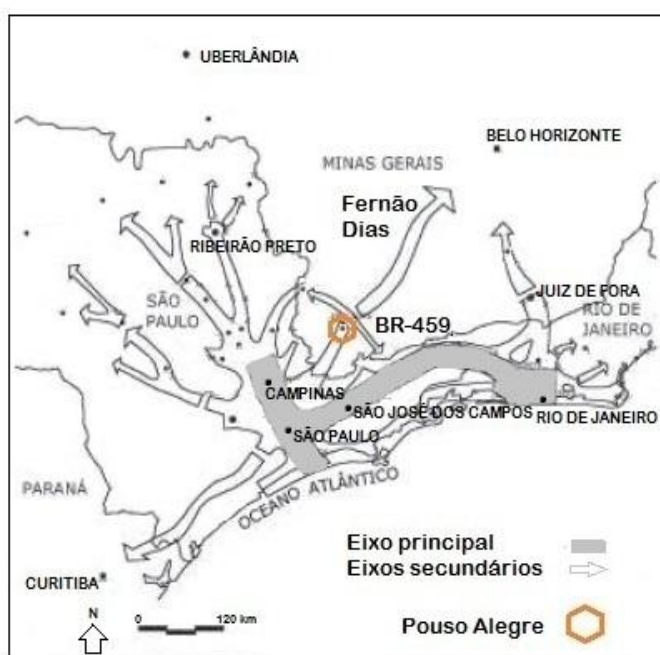 UBERLÂNDIA
BELO HORIZONTE
MINAS GERAIS
Fernão
Dias
RIBEIRÃO PRETO
SÃO
PAULO
JUIZ DE FORA
RIO DE
JANEIRO
BR-459
CAMPINAS
SÃO JOSÉ DOS CAMPOS
RIO DE JANEIRO
SÃO PAULO
PARANÁ
OCEANO ATLÂNTICO
Eixo principal
Eixos secundários
CURITIBA
N
0 120 km
Pouso Alegre